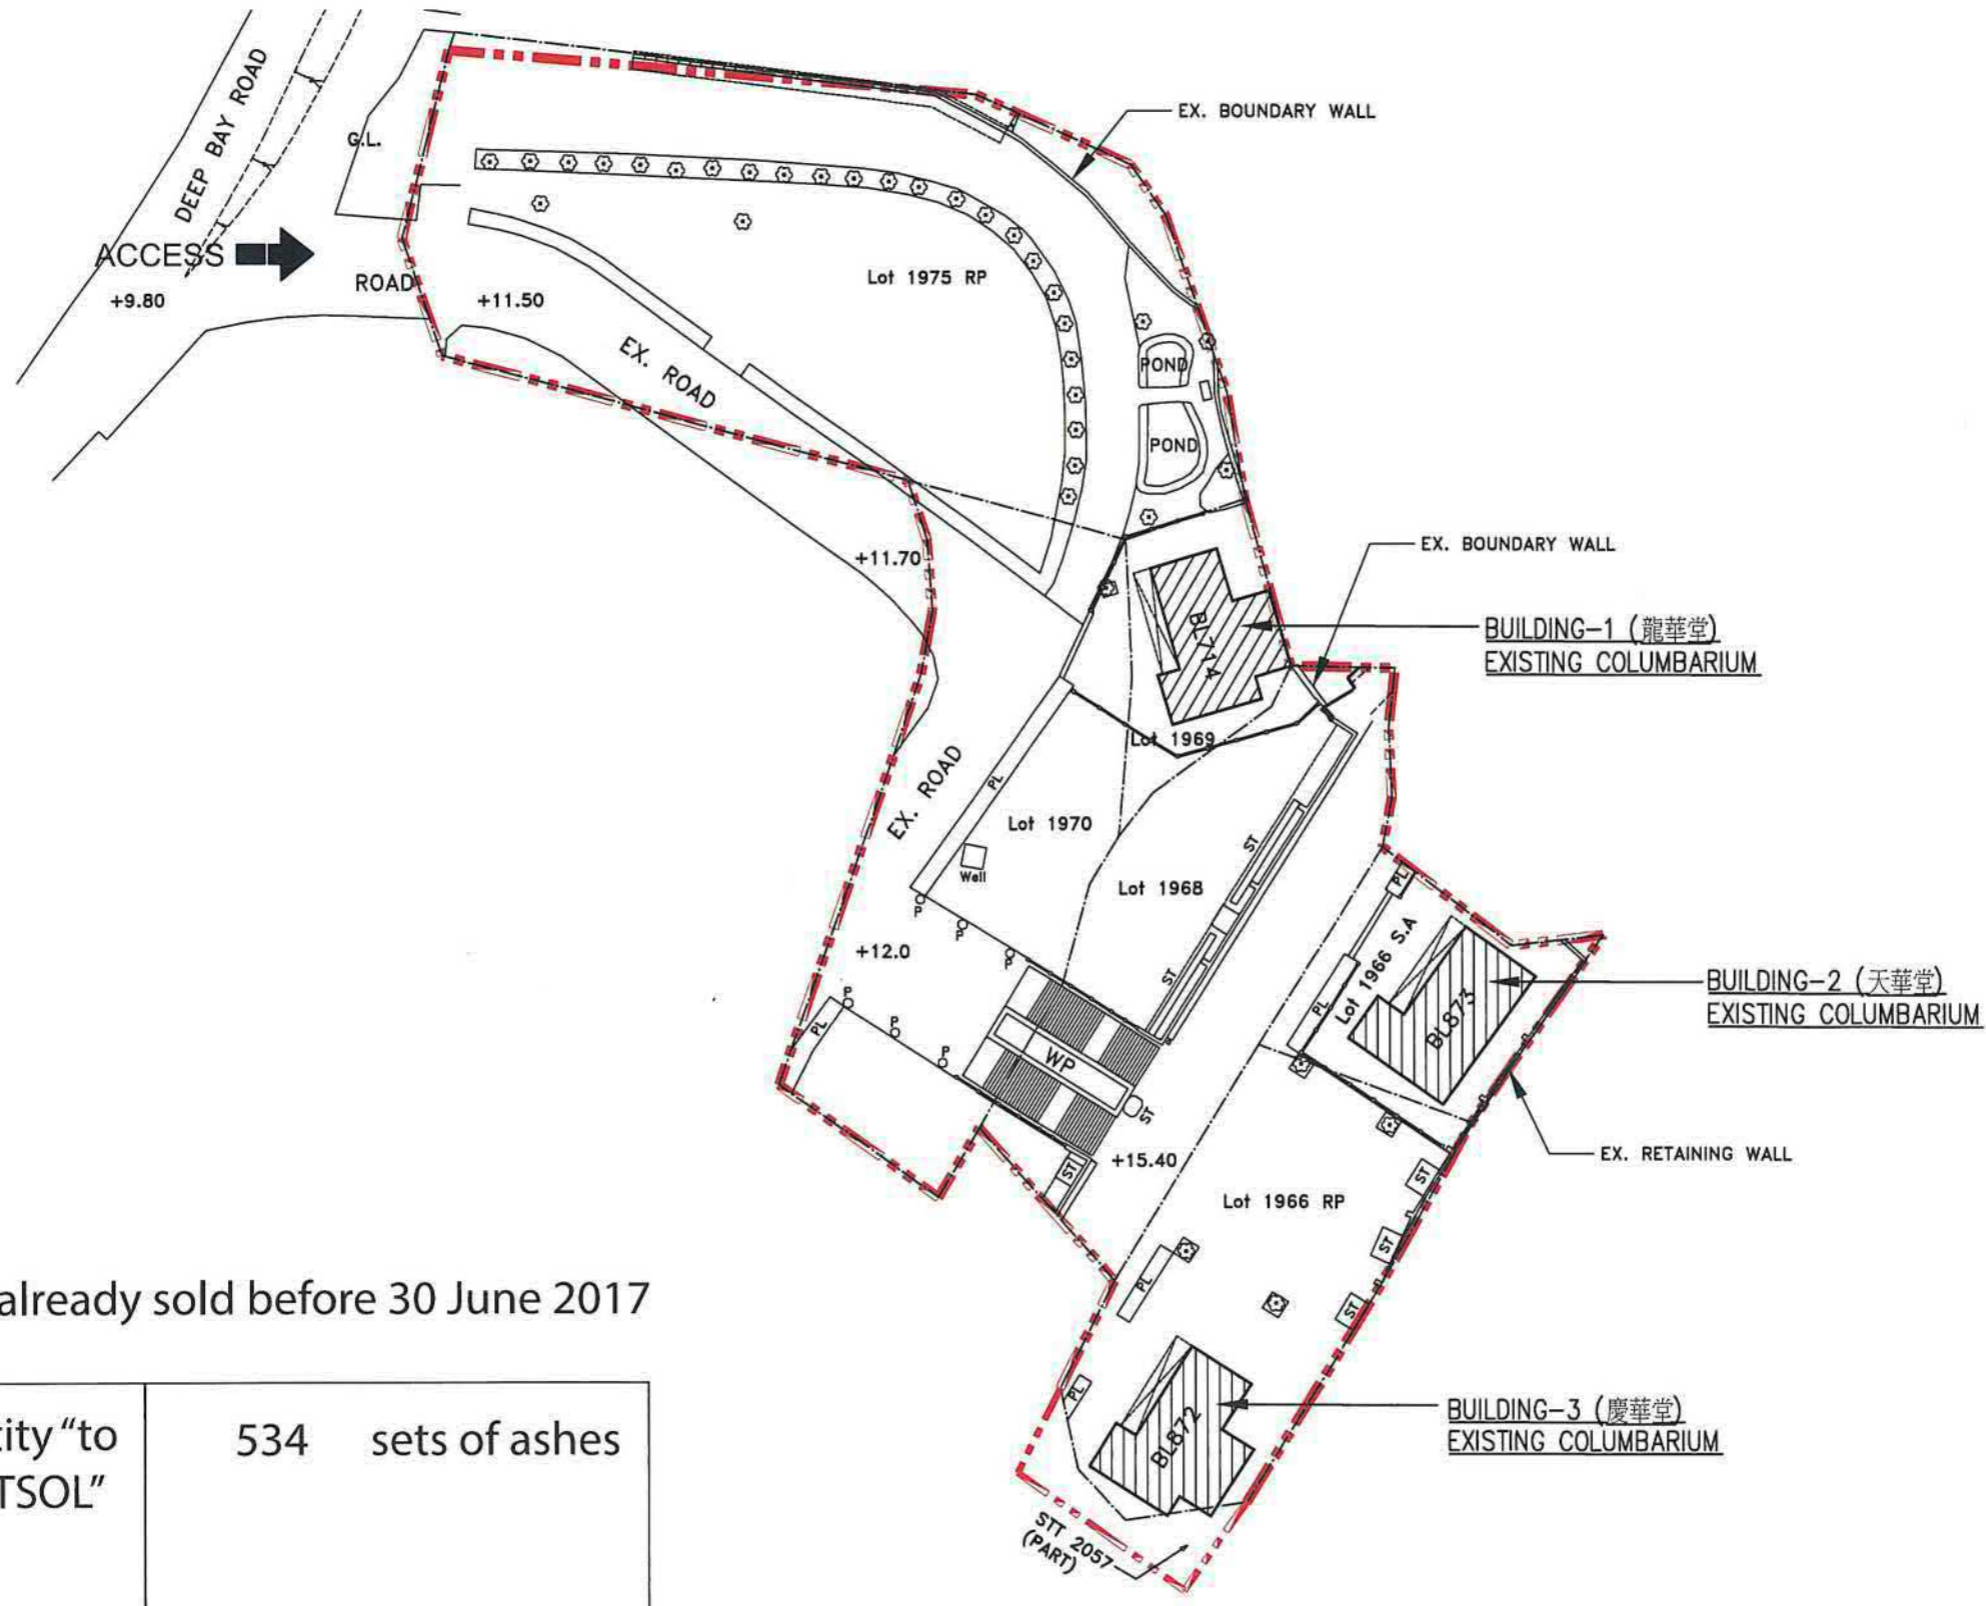 EX. BOUNDARY WALL
DEEP BAY ROAD
G.L.
ACCESS
ROAD
+9.80
+11.50
Lot 1975 RP
EX. ROAD
POND
POND
EX. BOUNDARY WALL
+11.70
BL714
BUILDING-1 (龍華堂)
EXISTING COLUMBARIUM
Lot 1969
EX. ROAD
PL
Lot 1970
Well
ST
Lot 1968
PL
Lot 1966 S.A
P
P
P
+12.0
ST
PL
BL873
BUILDING-2 (天華堂)
EXISTING COLUMBARIUM
P
PL
P
P
WP
ST
EX. RETAINING WALL
ST
+15.40
ST
Lot 1966 RP
ST
PL
ST
already sold before 30 June 2017
PL
BL872
BUILDING-3 (慶華堂)
EXISTING COLUMBARIUM
tity “to
534 sets of ashes
TSOL”
STT 2057
(PART)